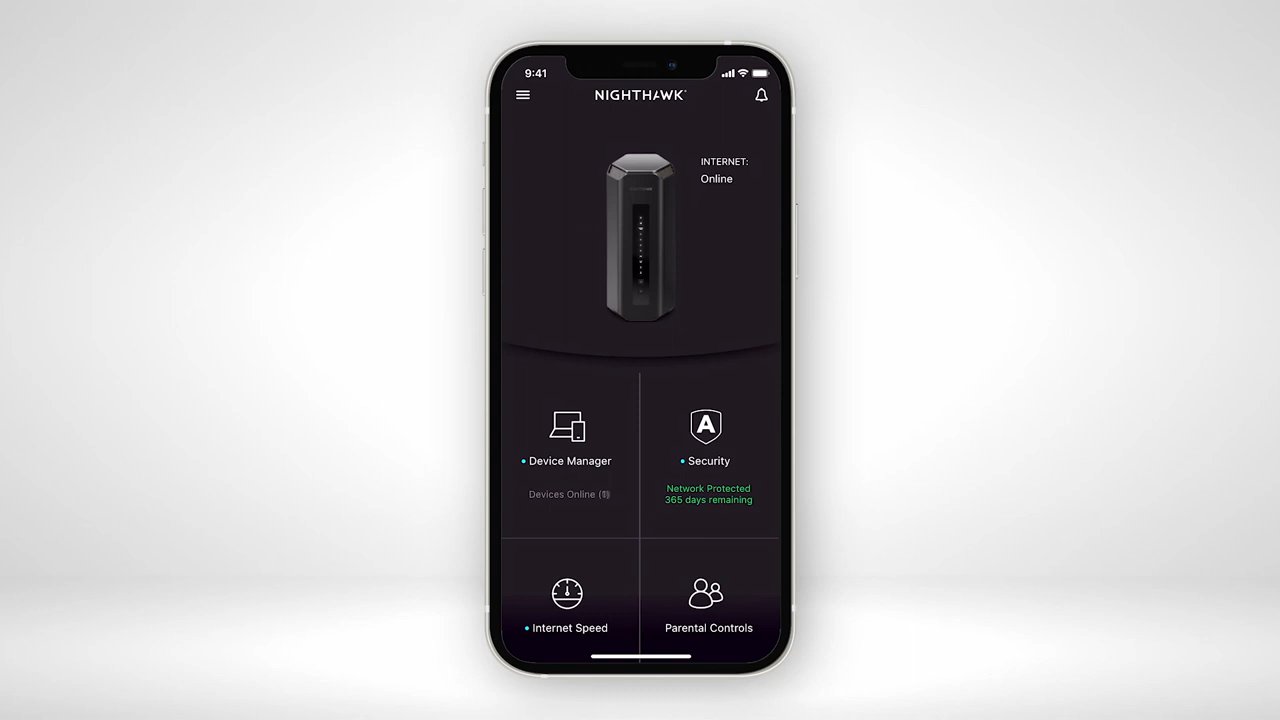 9:41
NIGHTHAWK
INTERNET:
Online
A
Device Manager
Security
Devices Online
Network Protected
365 days remaining
Internet Speed
Parental Controls